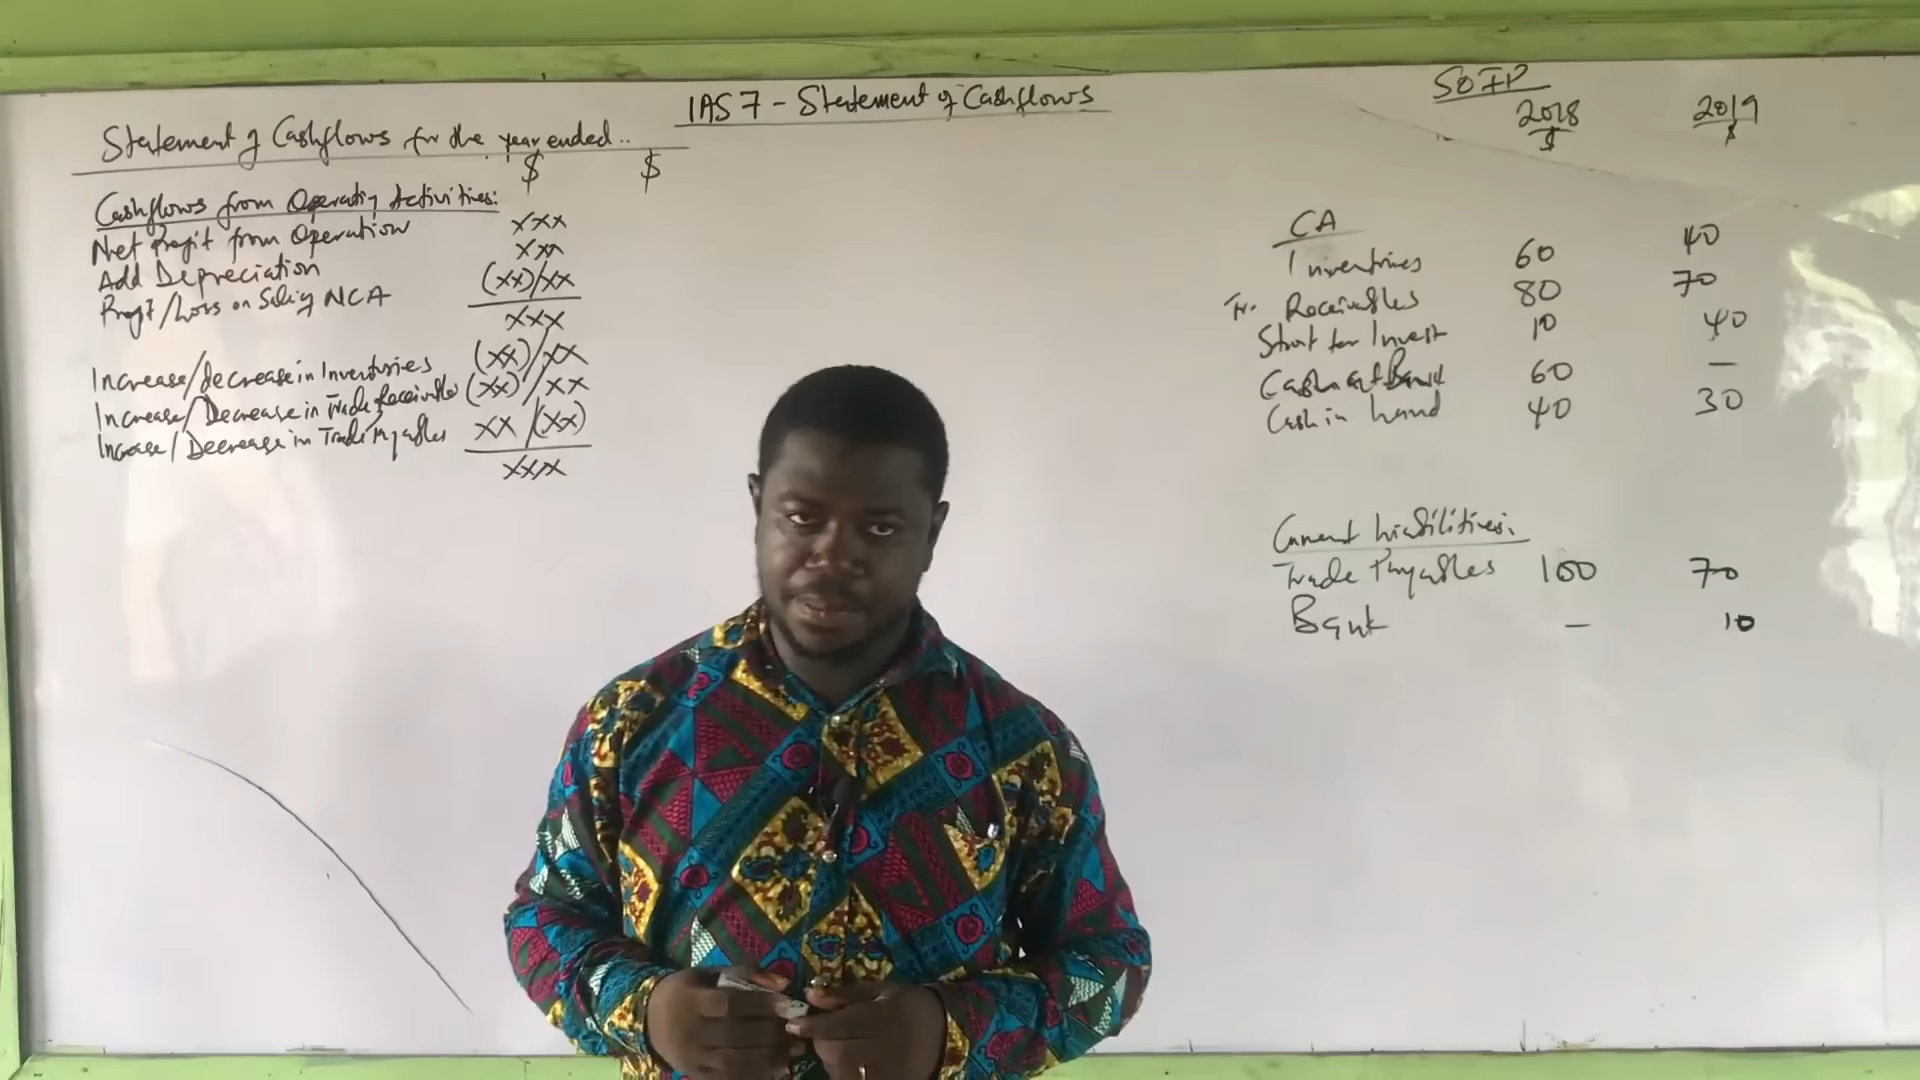 IAS 7 - Statement of Cashflows
Statement of Cashflows for the year ended..
$ $
Cashflows from Operating Activities:
Net Profit from Operation xxx
Add Depreciation xxx
Profit/Loss on Sale of NCA (xx)/xx
xxx
Increase/decrease in Inventories (xx)/xx
Increase/Decrease in Trade Receivables (xx)/xx
Increase/Decrease in Trade Payables xx/(xx)
xxx
SOFP
2018 2019
$ $
CA
Inventories 60 40
Tr. Receivables 80 70
Short ter Invest 10 40
Cash at Bank 60 —
Cash in hand 40 30
Current Liabilities:
Trade Payables 100 70
Bank — 10